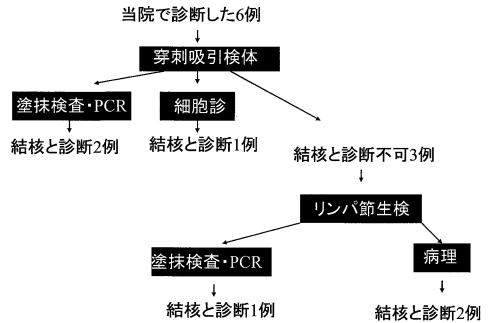 当院で診断した6例
穿刺吸引検体
塗抹検査・PCR
細胞診
結核と診断2例
結核と診断1例
結核と診断不可3例
リンパ節生検
塗抹検査・PCR
病理
結核と診断1例
結核と診断2例